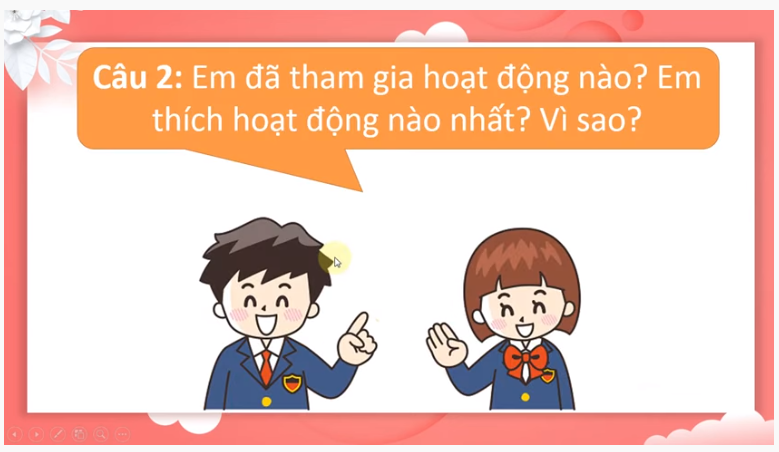 Câu 2: Em đã tham gia hoạt động nào? Em
thích hoạt động nào nhất? Vì sao?